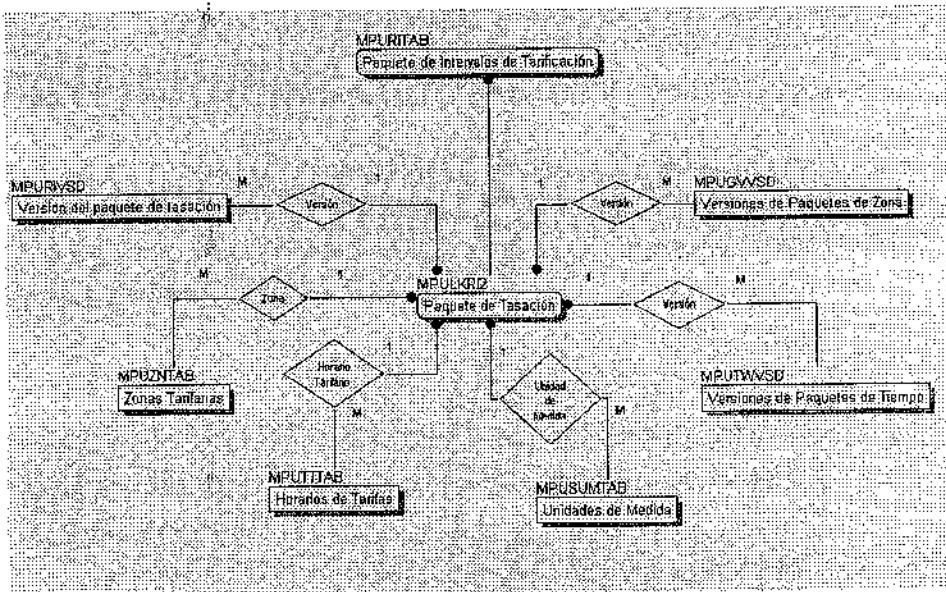 MPURITAB
Paquete de Intervalos de Tarificación
MPURIVSD
Versión del paquete de tasación
M
Versión
1
1
Versión
M
MPUGVVSD
Versiones de Paquetes de Zona
M
Zona
1
MPULKRI2
Paquete de Tasación
1
Versión
M
MPUZNTAB
Zonas Tarifarias
Horario
Tarifario
1
M
1
1
Unidad
de
Medida
M
MPUTWVSD
Versiones de Paquetes de Tiempo
MPUTTTAB
Horarios de Tarifas
MPUSUMTAB
Unidades de Medida